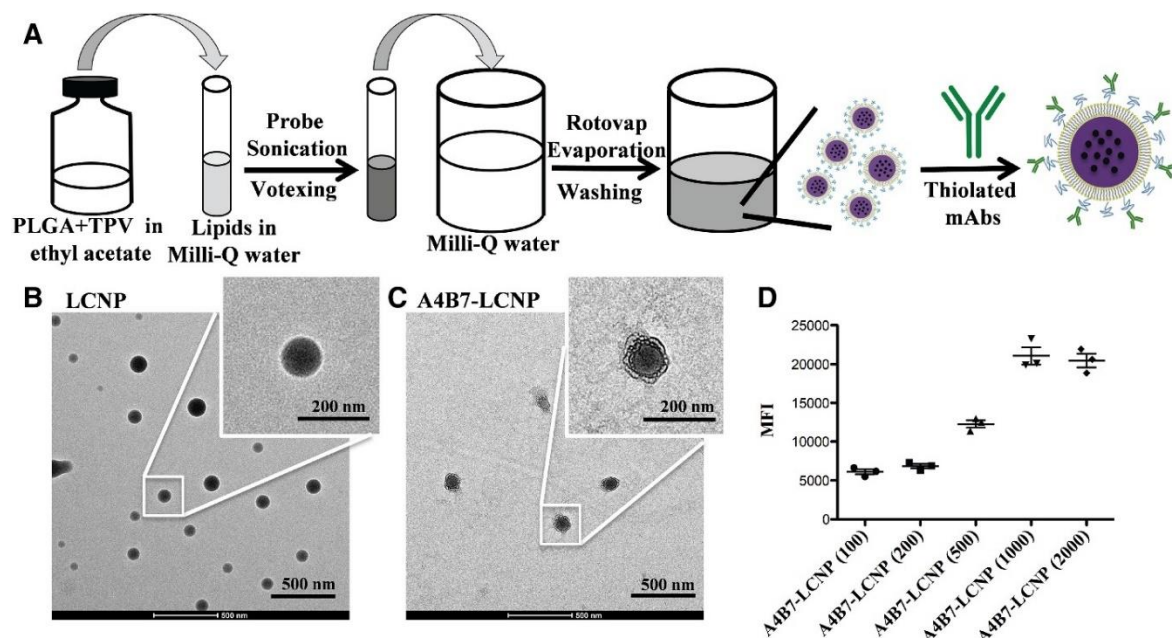 A
PLGA+TPV in
ethyl acetate
Lipids in
Milli-Q water
Probe
Sonication
Votexing
Milli-Q water
Rotovap
Evaporation
Washing
Thiolated
mAbs
B
LCNP
200 nm
500 nm
500 nm
C
A4B7-LCNP
200 nm
500 nm
500 nm
D
MFI
25000
20000
15000
10000
5000
0
A4B7-LCNP (100)
A4B7-LCNP (200)
A4B7-LCNP (500)
A4B7-LCNP (1000)
A4B7-LCNP (2000)